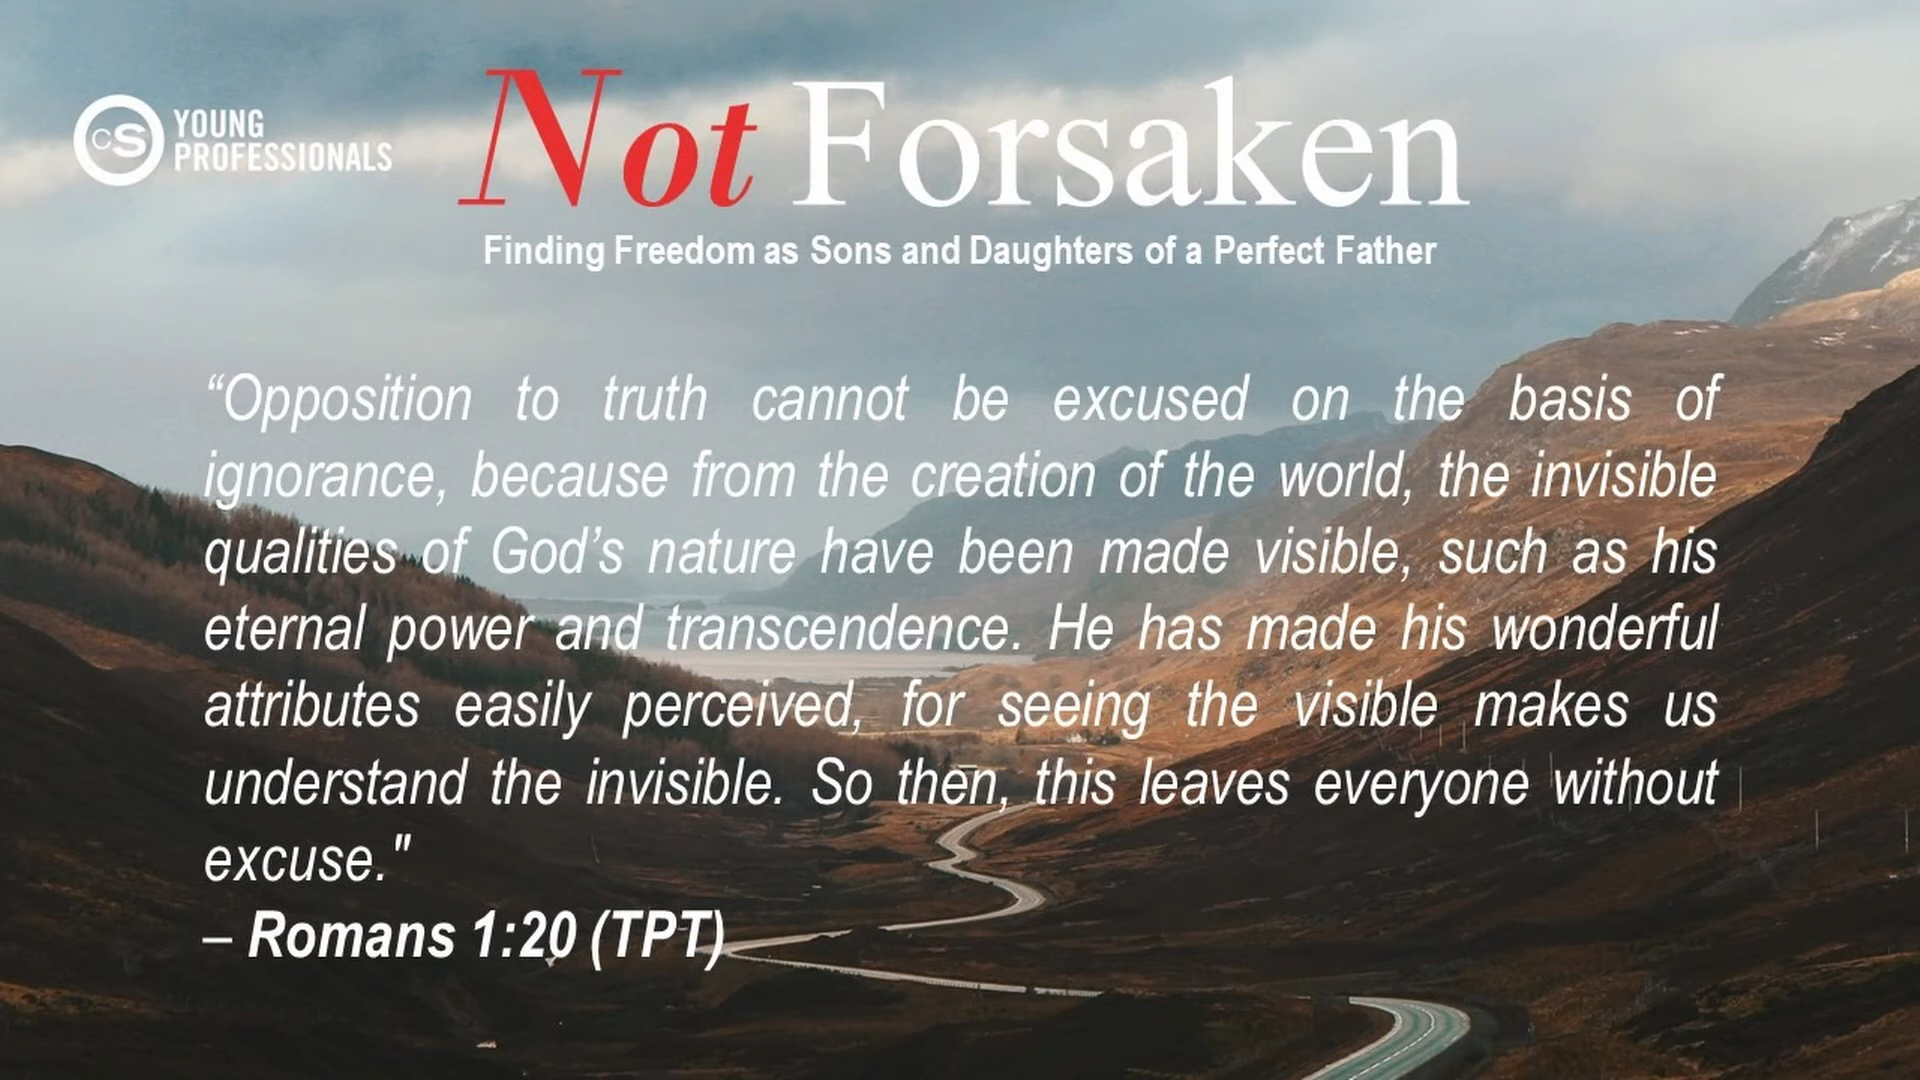 CS YOUNG
PROFESSIONALS
Not Forsaken
Finding Freedom as Sons and Daughters of a Perfect Father
“Opposition to truth cannot be excused on the basis of
ignorance, because from the creation of the world, the invisible
qualities of God’s nature have been made visible, such as his
eternal power and transcendence. He has made his wonderful
attributes easily perceived, for seeing the visible makes us
understand the invisible. So then, this leaves everyone without
excuse."
– Romans 1:20 (TPT)